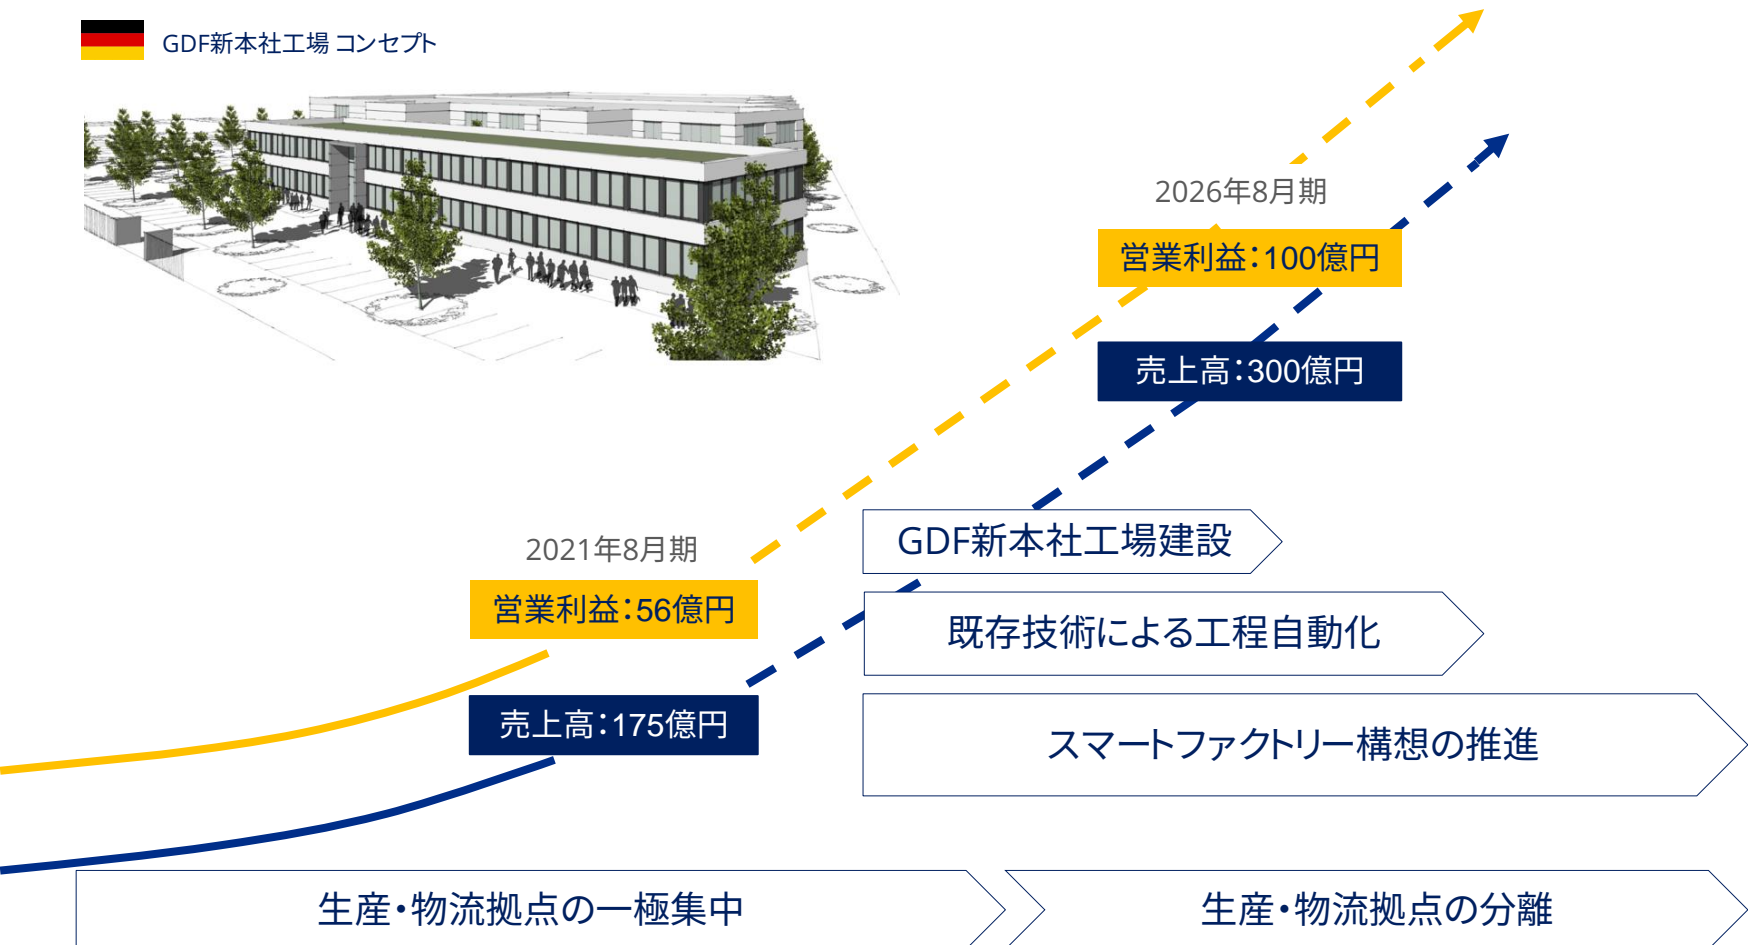 GDF新本社工場 コンセプト
2026年8月期
営業利益：100億円
売上高：300億円
2021年8月期
営業利益：56億円
売上高：175億円
GDF新本社工場建設
既存技術による工程自動化
スマートファクトリー構想の推進
生産・物流拠点の一極集中
生産・物流拠点の分離